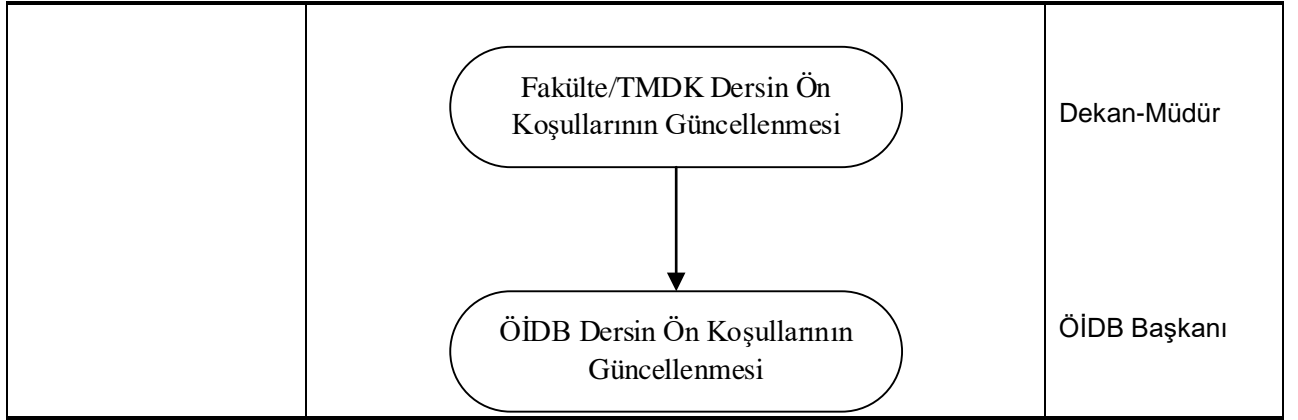 Fakülte/TMDK Dersin Ön
Koşullarının Güncellenmesi
Dekan-Müdür
ÖİDB Dersin Ön Koşullarının
Güncellenmesi
ÖİDB Başkanı